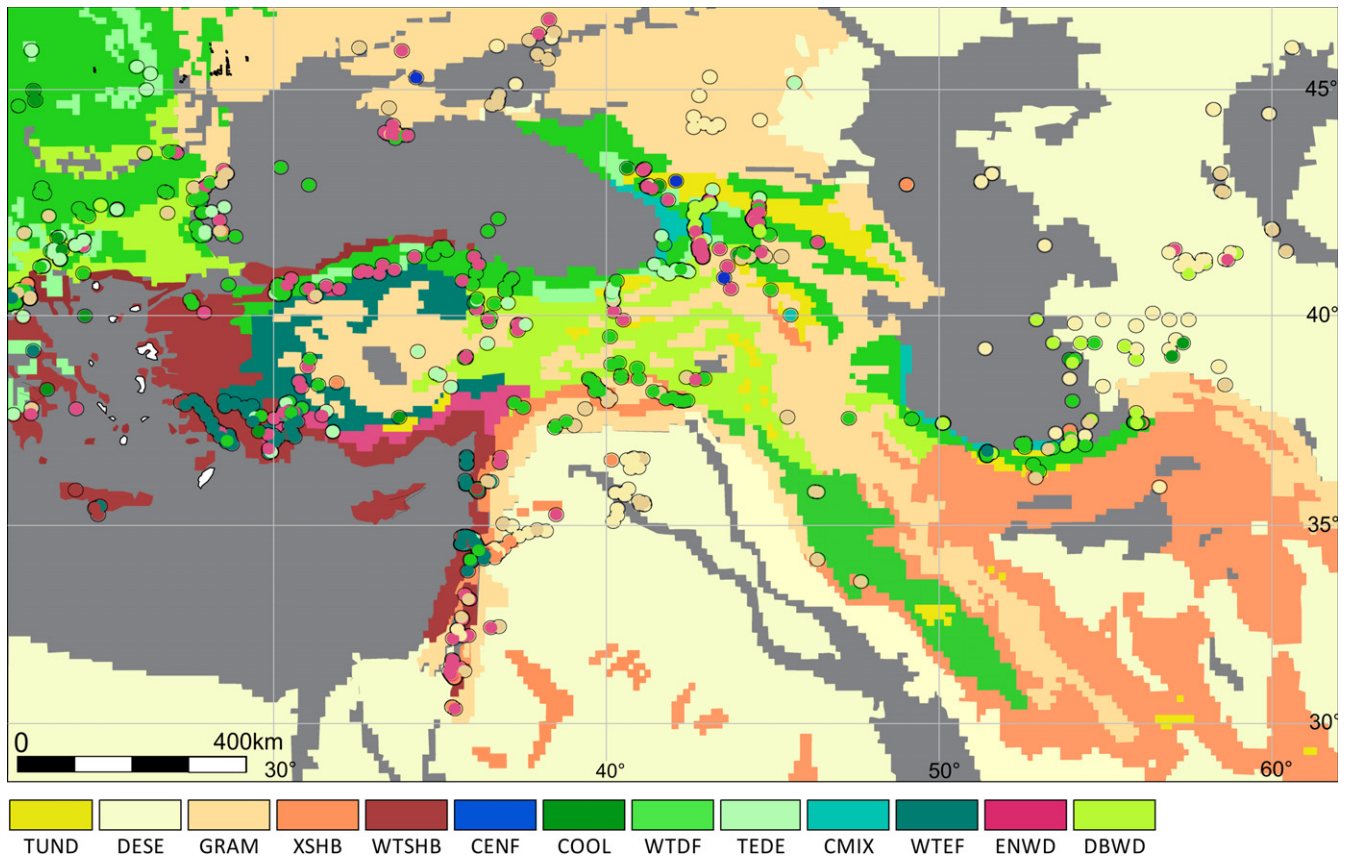 45°
40°
35°
30°
0 400km
30° 40° 50° 60°
TUND DESE GRAM XSHB WTSHB CENF COOL WTDF TEDE CMIX WTEF ENWD DBWD